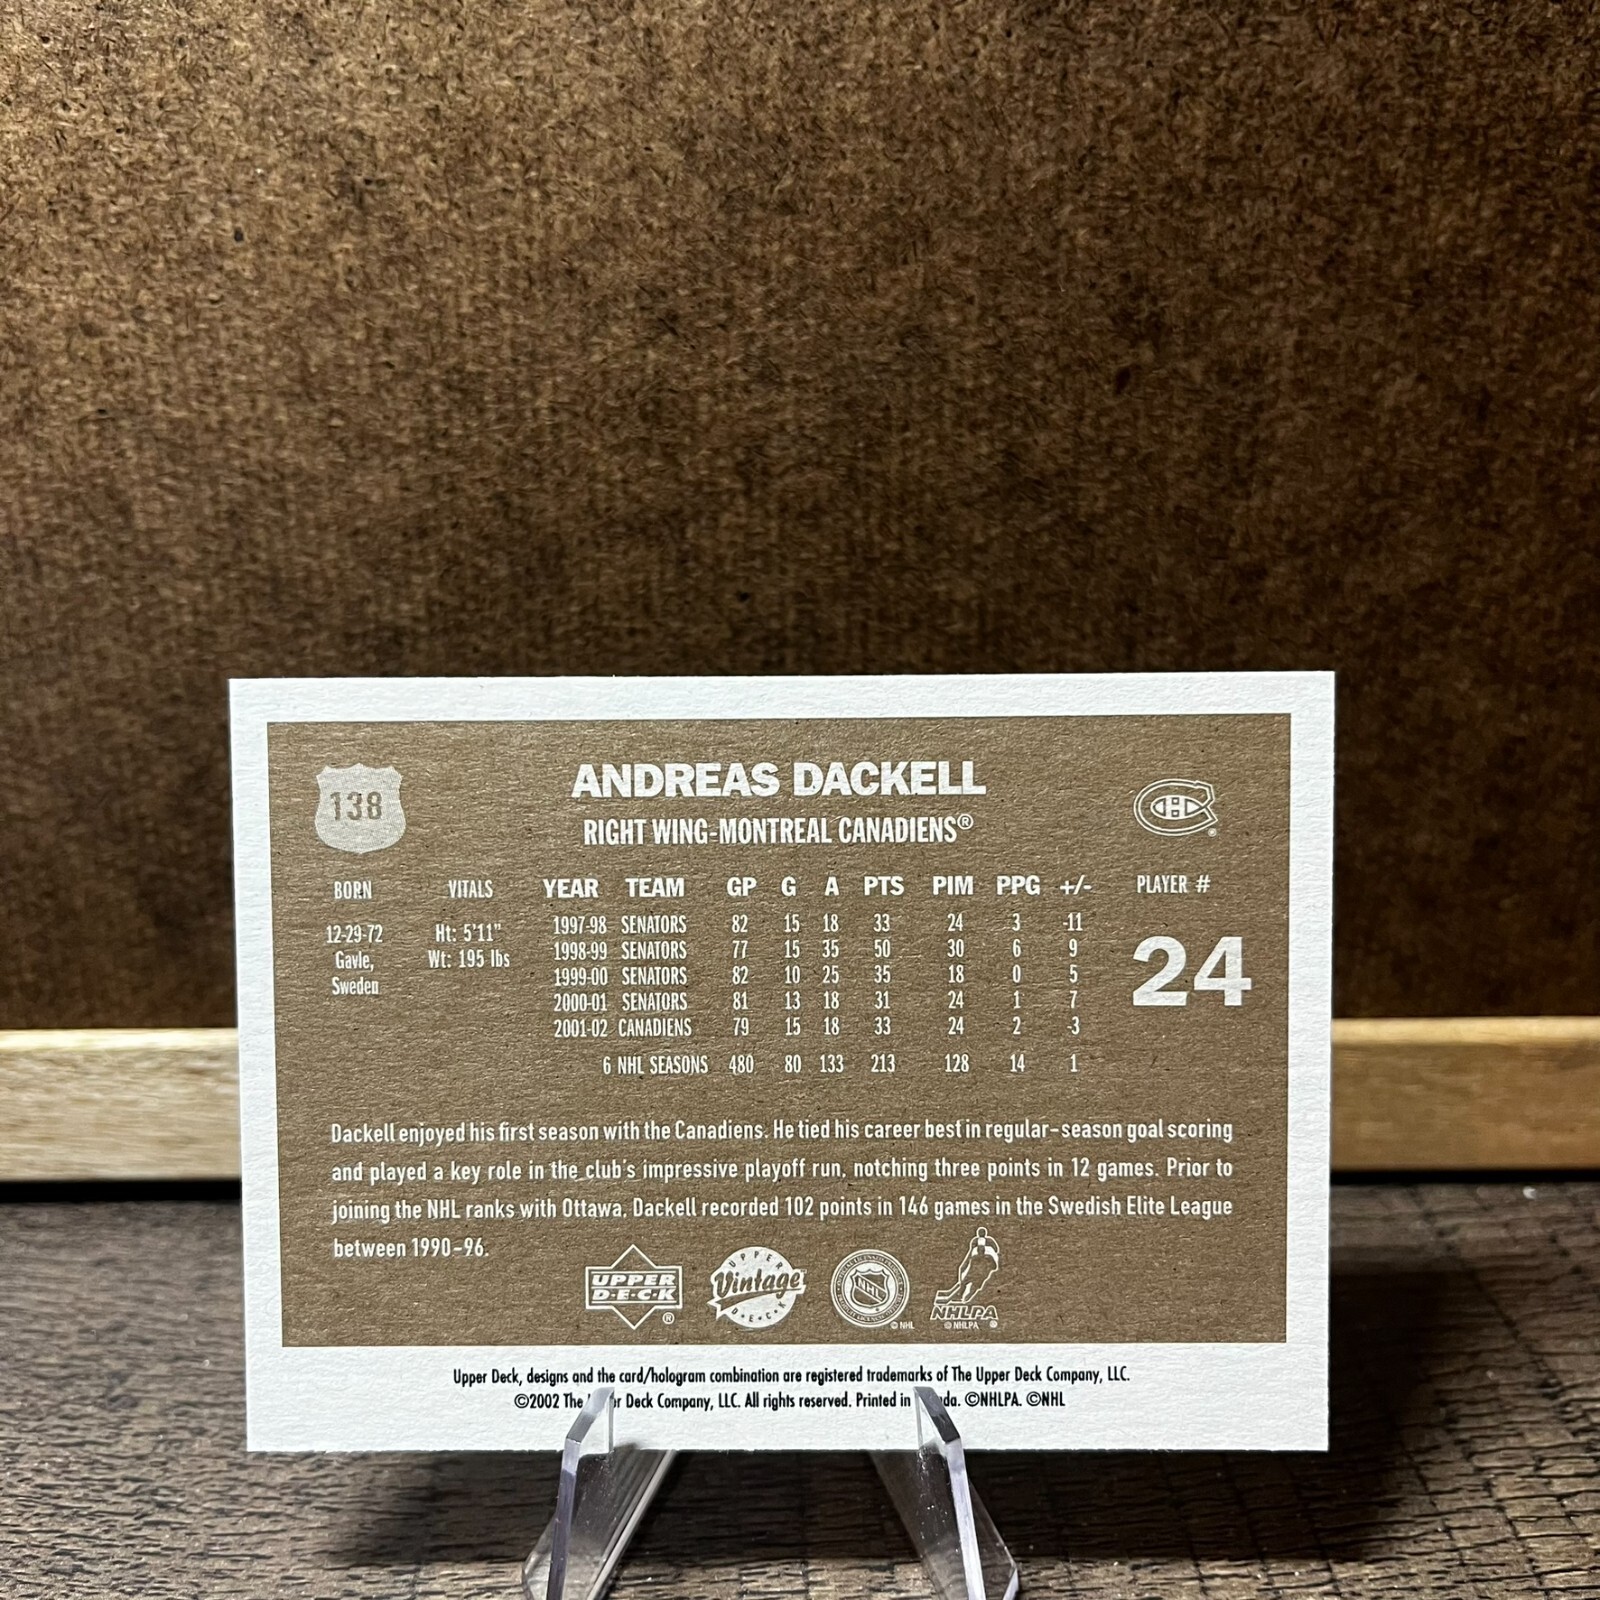 138
ANDREAS DACKELL
RIGHT WING-MONTREAL CANADIENS®
BORN
12-29-72
Gavle,
Sweden
VITALS
Ht: 5'11"
Wt: 195 lbs
YEAR TEAM GP G A PTS PIM PPG +/-
1997-98 SENATORS 82 15 18 33 24 3 -11
1998-99 SENATORS 77 15 35 50 30 6 9
1999-00 SENATORS 82 10 25 35 18 0 5
2000-01 SENATORS 81 13 18 31 24 1 7
2001-02 CANADIENS 79 15 18 33 24 2 -3
6 NHL SEASONS 480 80 133 213 128 14 1
PLAYER #
24
Dackell enjoyed his first season with the Canadiens. He tied his career best in regular-season goal scoring
and played a key role in the club's impressive playoff run, notching three points in 12 games. Prior to
joining the NHL ranks with Ottawa, Dackell recorded 102 points in 146 games in the Swedish Elite League
between 1990-96.
UPPER
D·E·C·K
®
UPPER
Vintage
D·E·C·K
NHL
© NHL
NHLPA
© NHLPA ®
Upper Deck, designs and the card/hologram combination are registered trademarks of The Upper Deck Company, LLC.
©2002 The Deck Company, LLC. All rights reserved. Printed in ©NHLPA. ©NHL